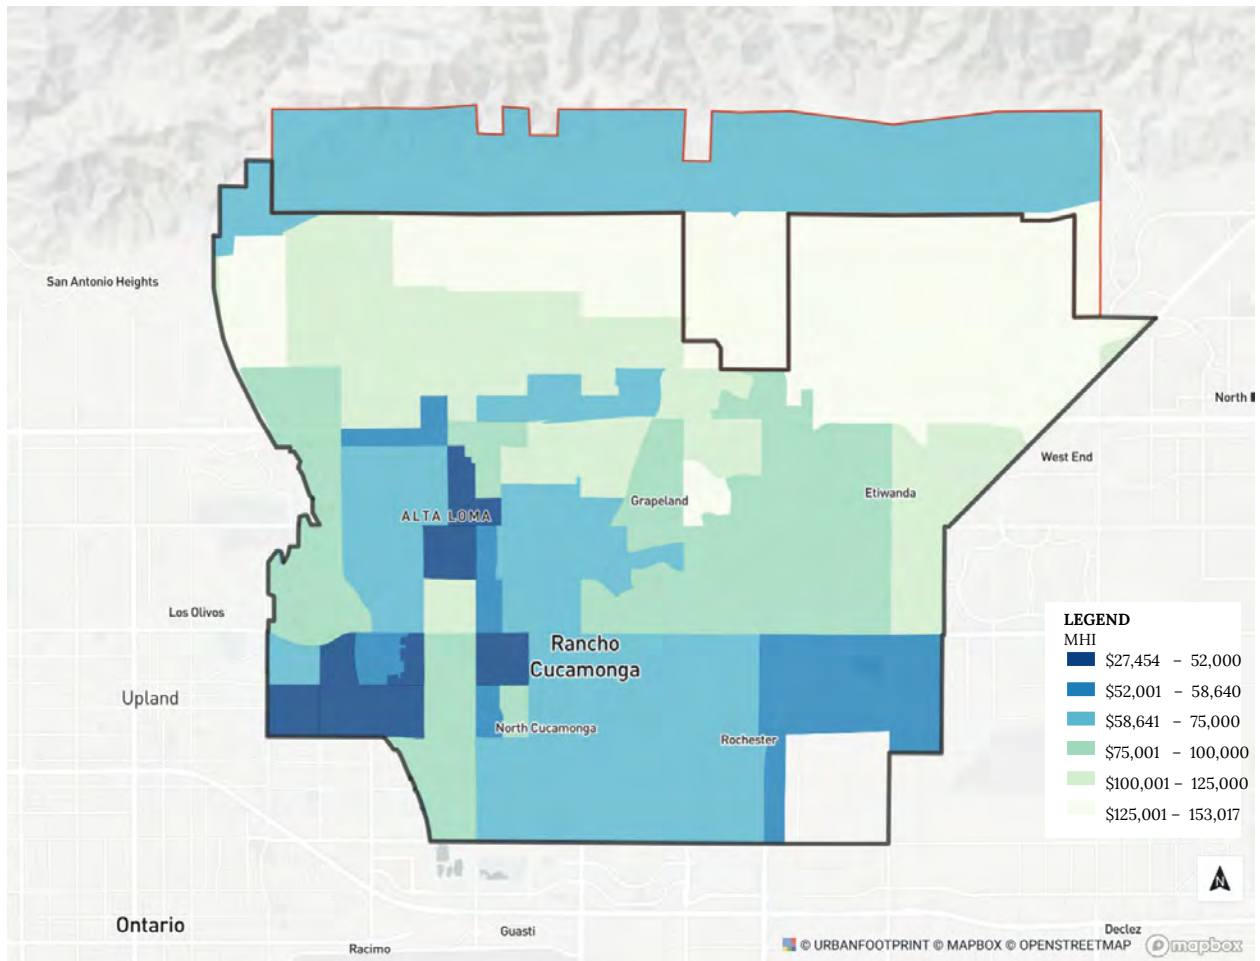 San Antonio Heights
North
West End
Grapeland
Etiwanda
ALTA LOMA
Los Olivos
Rancho
Cucamonga
Upland
North Cucamonga
Rochester
LEGEND
MHI
$27,454 – 52,000
$52,001 – 58,640
$58,641 – 75,000
$75,001 – 100,000
$100,001 – 125,000
$125,001 – 153,017
N
Ontario
Guasti
Racimo
Declez
© URBANFOOTPRINT © MAPBOX © OPENSTREETMAP
mapbox